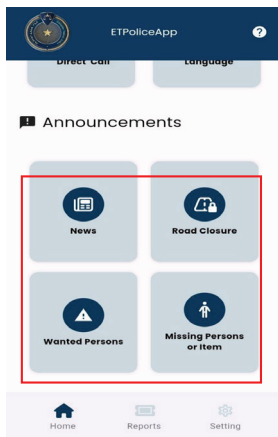 ETPoliceApp
?
Direct Call
Language
Announcements
News
Road Closure
Wanted Persons
Missing Persons
or Item
Home
Reports
Setting